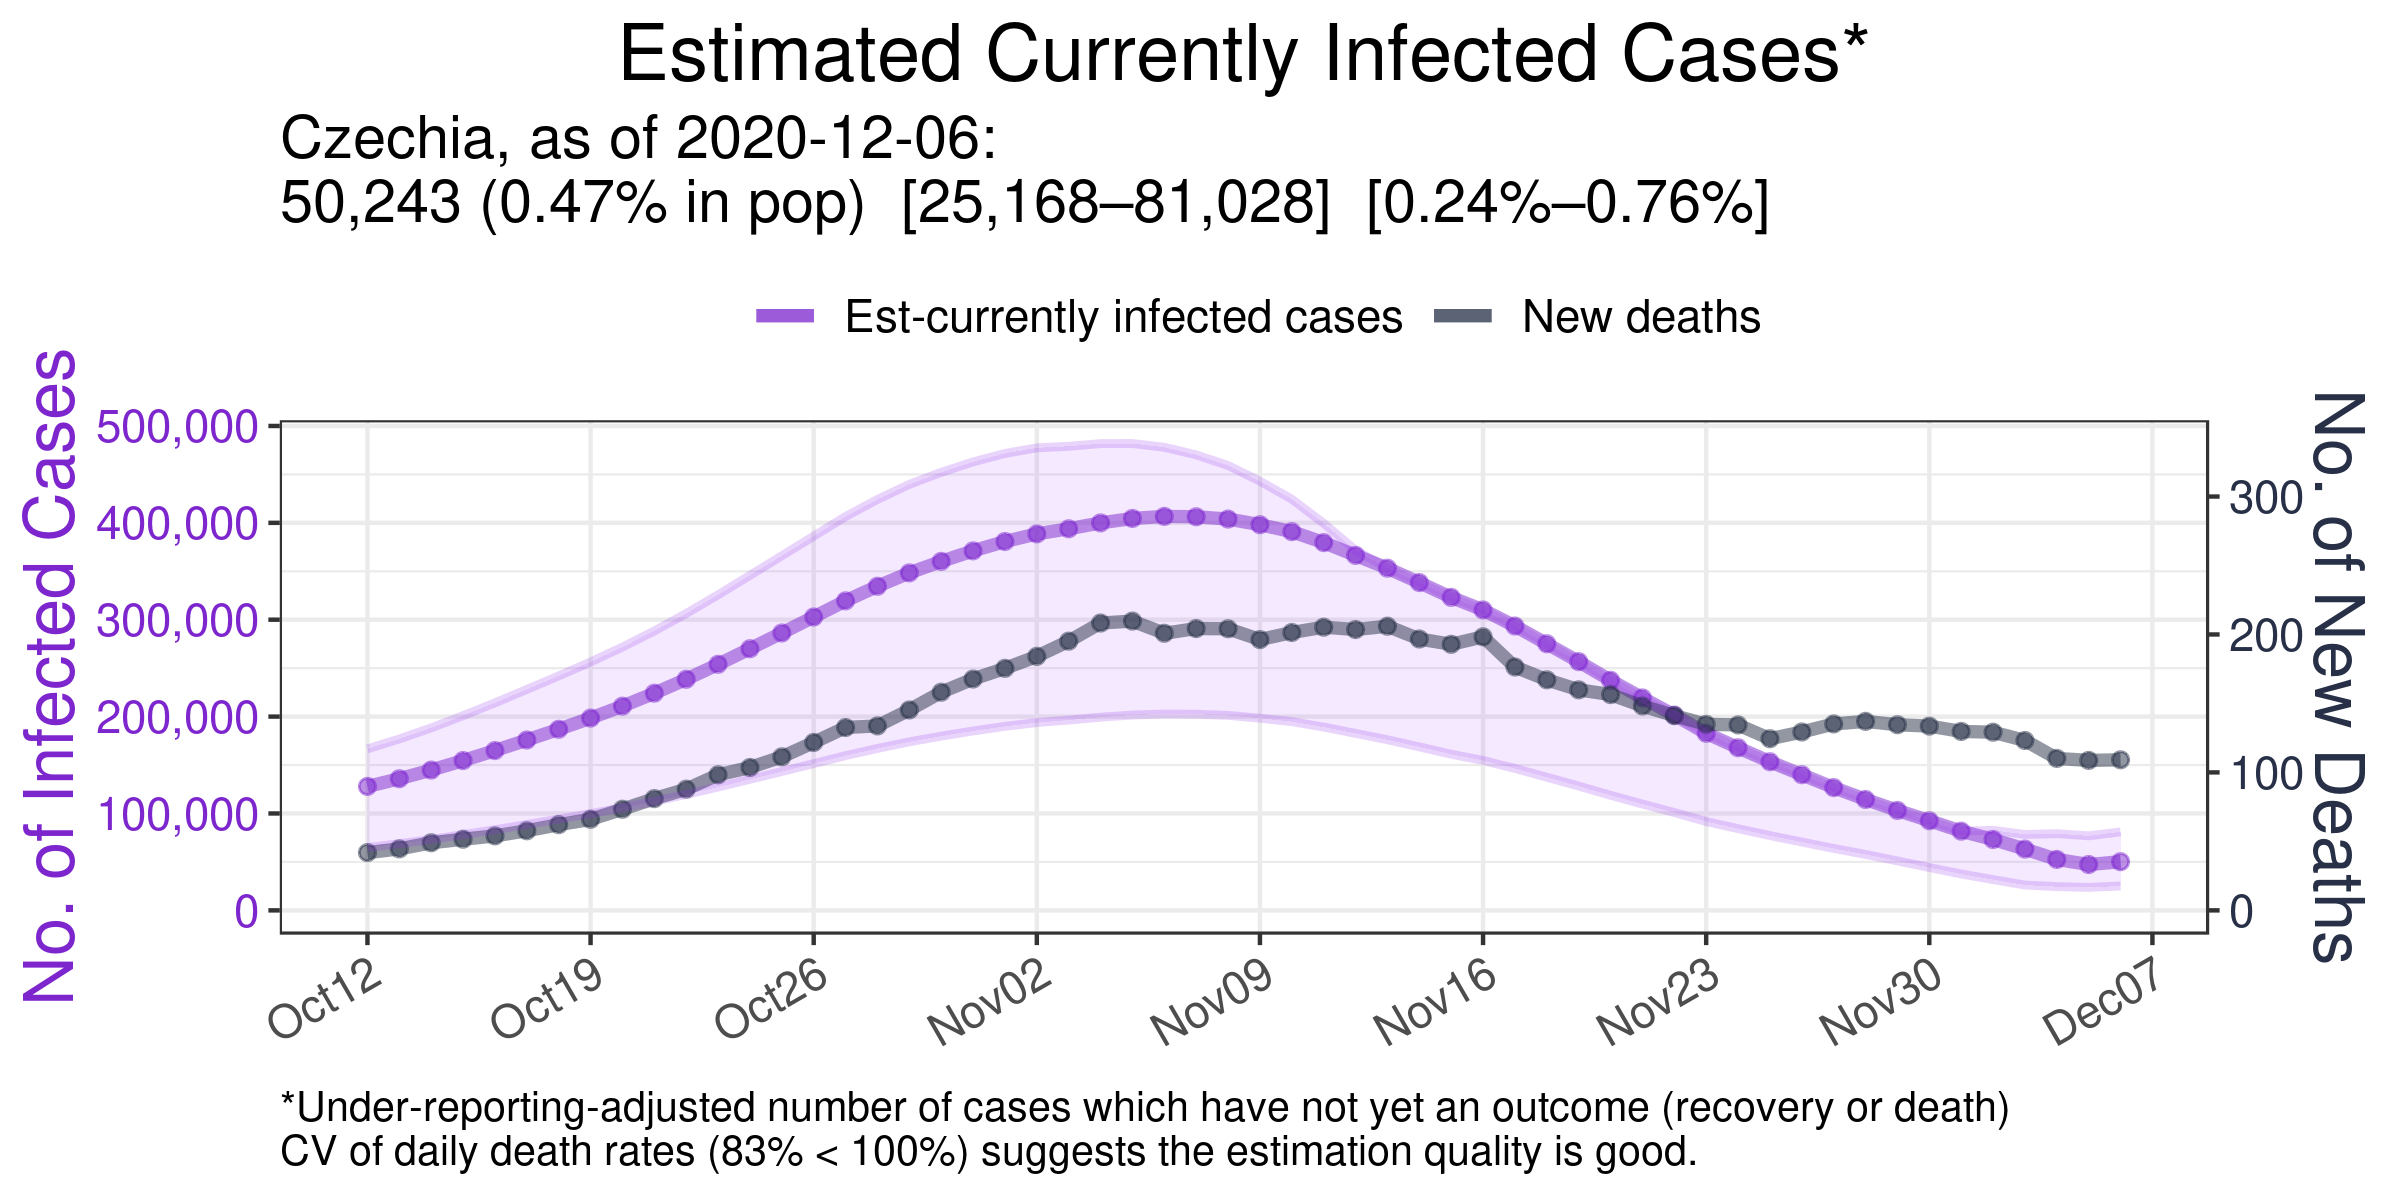 Estimated Currently Infected Cases*
Czechia, as of 2020-12-06:
50,243 (0.47% in pop)  [25,168–81,028]  [0.24%–0.76%]
Est-currently infected cases
New deaths
No. of Infected Cases
500,000
400,000
300,000
200,000
100,000
0
300
200
100
0
No. of New Deaths
Oct12
Oct19
Oct26
Nov02
Nov09
Nov16
Nov23
Nov30
Dec07
*Under-reporting-adjusted number of cases which have not yet an outcome (recovery or death)
CV of daily death rates (83% < 100%) suggests the estimation quality is good.